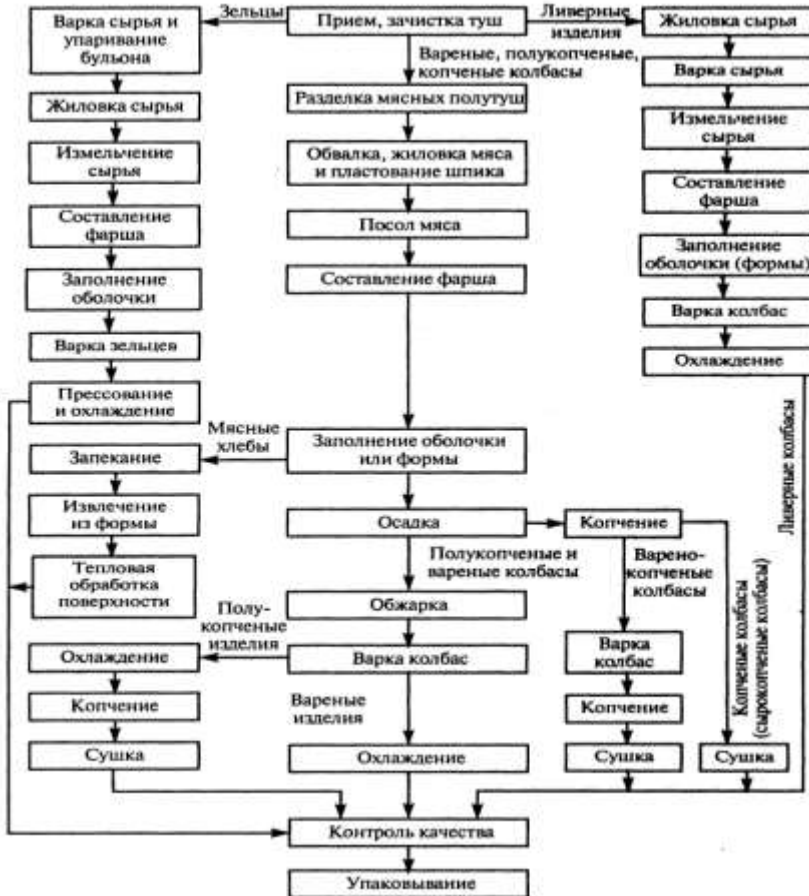 Варка сырья и
упаривание
бульона
Зельцы
Прием, зачистка туш
Ливерные
изделия
Жиловка сырья
Вареные, полукопченые,
копченые колбасы
Варка сырья
Жиловка сырья
Разделка мясных полутуш
Измельчение
сырья
Измельчение
сырья
Обвалка, жиловка мяса
и пластование шпика
Составление
фарша
Составление
фарша
Посол мяса
Заполнение
оболочки (формы)
Заполнение
оболочки
Составление фарша
Варка колбас
Варка зельцев
Охлаждение
Прессование
и охлаждение
Мясные
хлебы
Заполнение оболочки
или формы
Ливерные колбасы
Запекание
Извлечение
из формы
Осадка
Копчение
Полукопченые и
вареные колбасы
Варено-
копченые
колбасы
Копченые колбасы
(сырокопченые колбасы)
Тепловая
обработка
поверхности
Обжарка
Полу-
копченые
изделия
Охлаждение
Варка колбас
Варка
колбас
Копчение
Вареные
изделия
Копчение
Сушка
Охлаждение
Сушка
Сушка
Контроль качества
Упаковывание